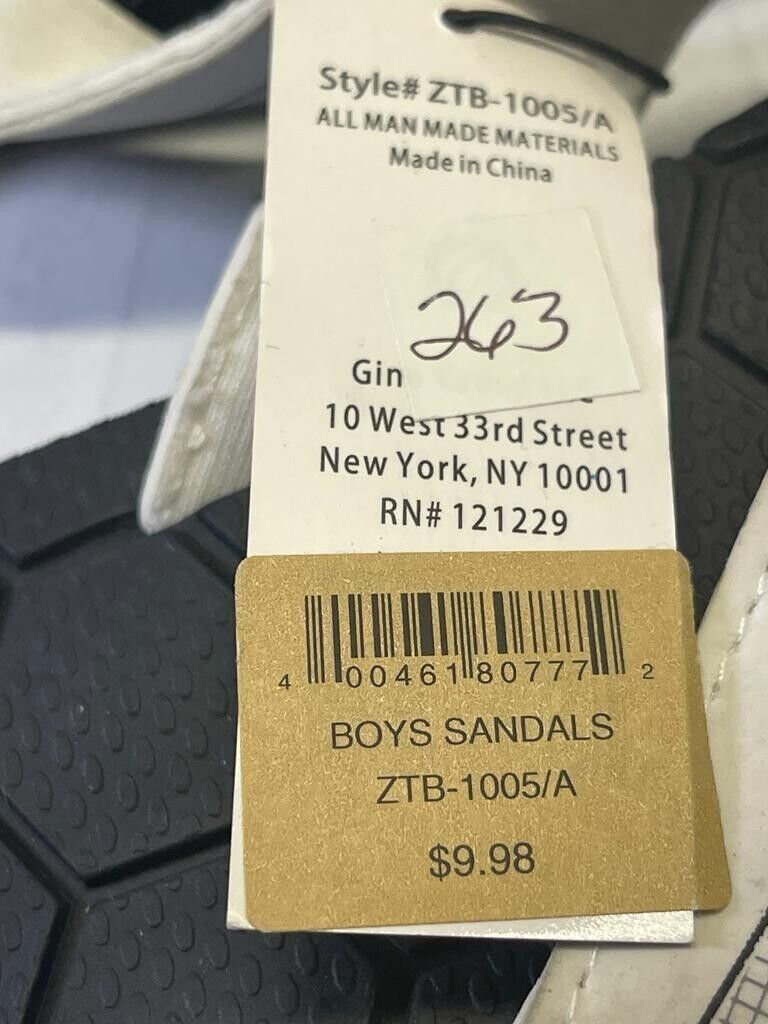 Style# ZTB-1005/A
ALL MAN MADE MATERIALS
Made in China
263
Gin
10 West 33rd Street
New York, NY 10001
RN# 121229
4 00461 80777 2
BOYS SANDALS
ZTB-1005/A
$9.98